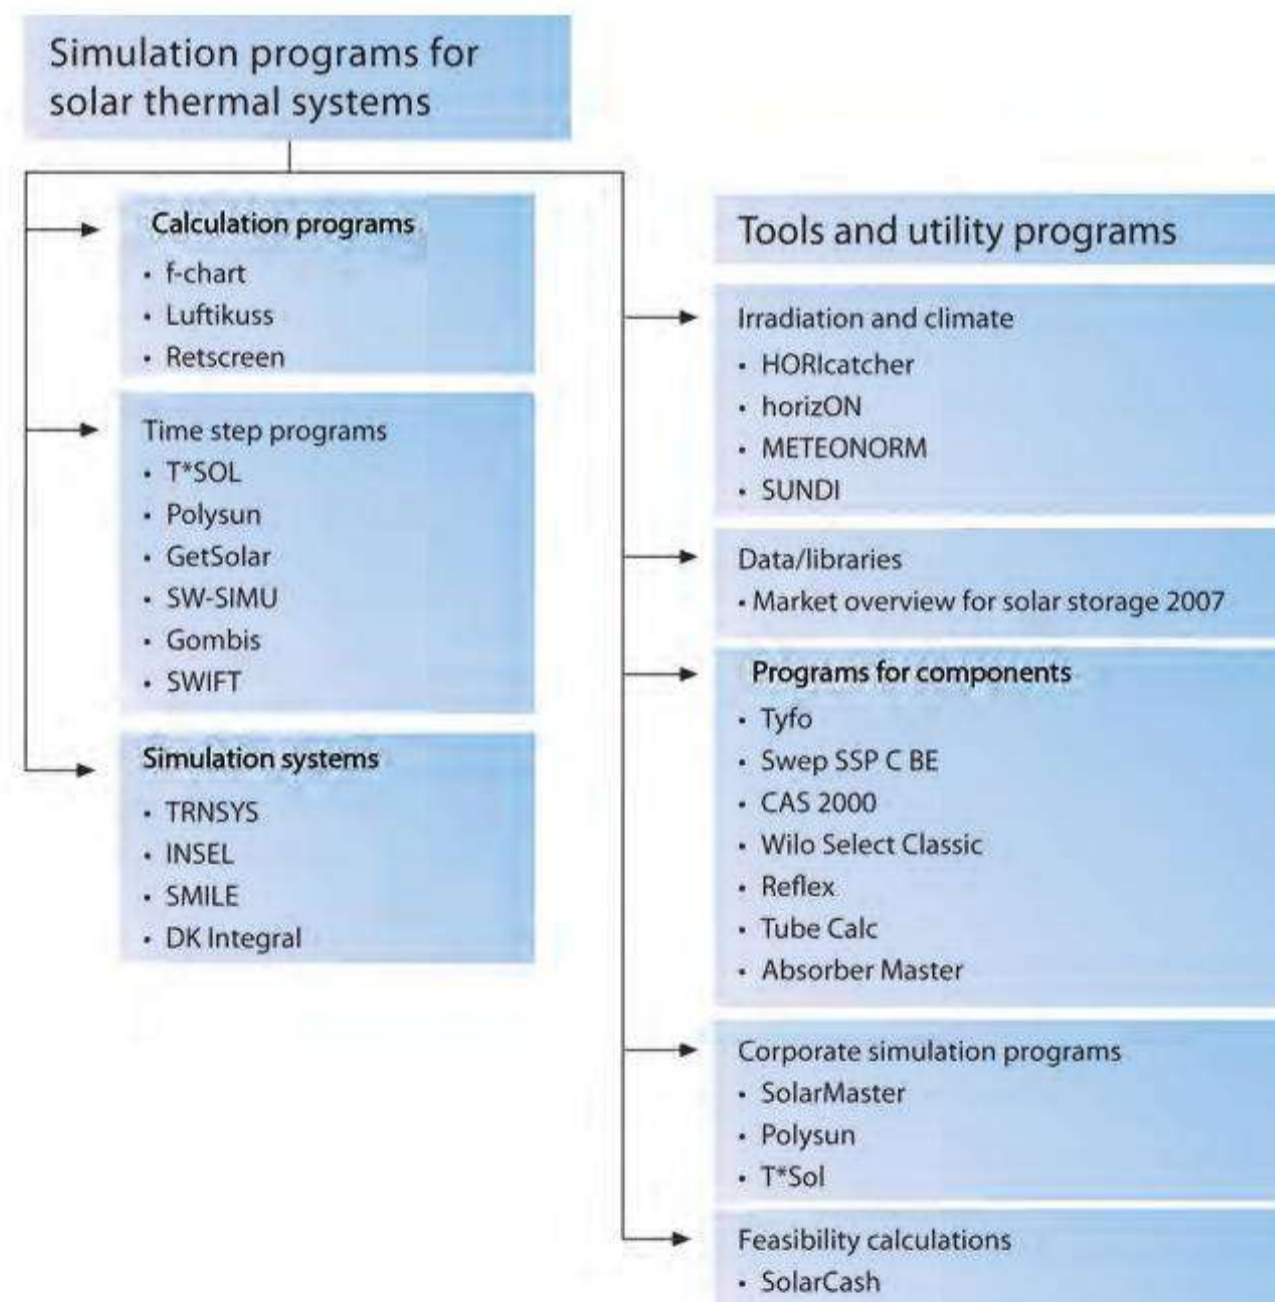 Simulation programs for
solar thermal systems
Calculation programs
• f-chart
• Luftikuss
• Retscreen
Time step programs
• T*SOL
• Polysun
• GetSolar
• SW-SIMU
• Gombis
• SWIFT
Simulation systems
• TRNSYS
• INSEL
• SMILE
• DK Integral
Tools and utility programs
Irradiation and climate
• HORIcatcher
• horizON
• METEONORM
• SUNDI
Data/libraries
• Market overview for solar storage 2007
Programs for components
• Tyfo
• Swep SSP C BE
• CAS 2000
• Wilo Select Classic
• Reflex
• Tube Calc
• Absorber Master
Corporate simulation programs
• SolarMaster
• Polysun
• T*Sol
Feasibility calculations
• SolarCash